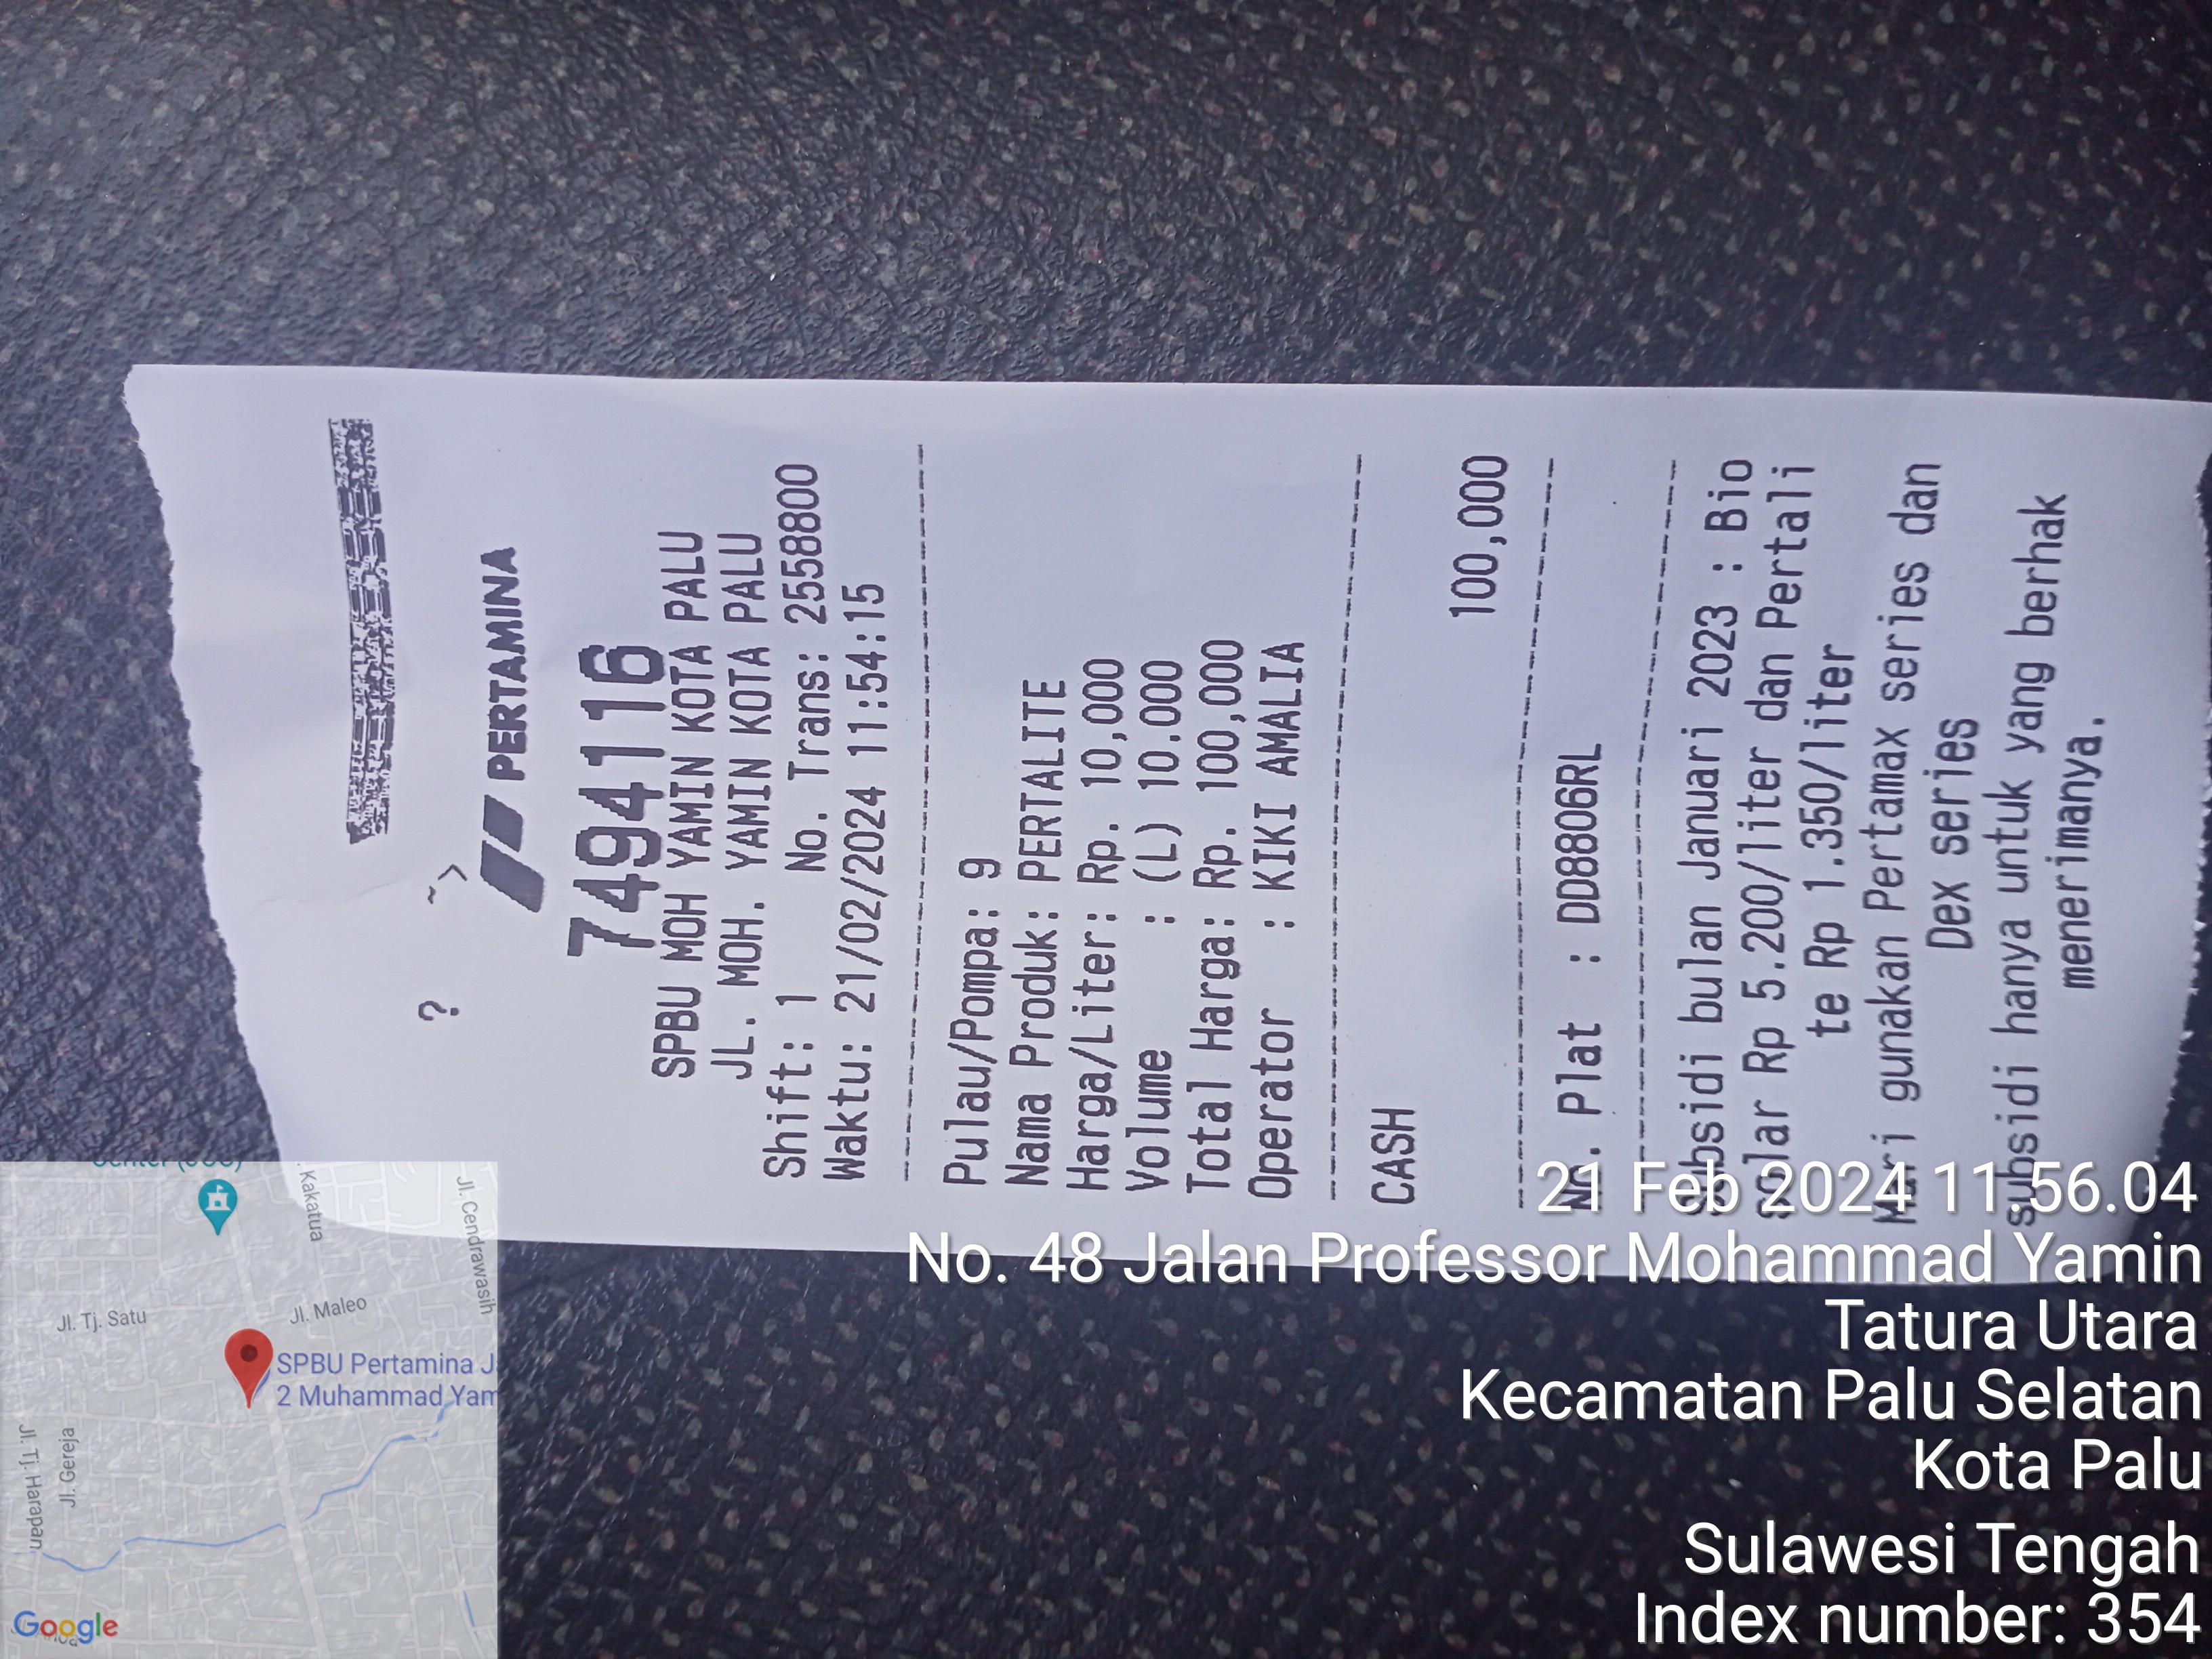 PERTAMINA
7494116
SPBU MOH YAMIN KOTA PALU
JL. MOH. YAMIN KOTA PALU
Shift: 1 No. Trans: 2558800
Waktu: 21/02/2024 11:54:15
Pulau/Pompa: 9
Nama Produk: PERTALITE
Harga/Liter: Rp. 10,000
Volume : (L) 10.000
Total Harga: Rp. 100,000
Operator : KIKI AMALIA
CASH
100,000
No. Plat : DD8806RL
Subsidi bulan Januari 2023 : Bio
Solar Rp 5.200/liter dan Pertali
te Rp 1.350/liter
Mari gunakan Pertamax series dan
Dex series
subsidi hanya untuk yang berhak
menerimanya.
21 Feb 2024 11.56.04
No. 48 Jalan Professor Mohammad Yamin
Tatura Utara
Kecamatan Palu Selatan
Kota Palu
Sulawesi Tengah
Index number: 354
Kakatua
Jl. Cendrawasih
Jl. Tj. Satu
Jl. Maleo
SPBU Pertamina J
2 Muhammad Yam
Jl. Tj. Harapan
Jl. Gereja
Google